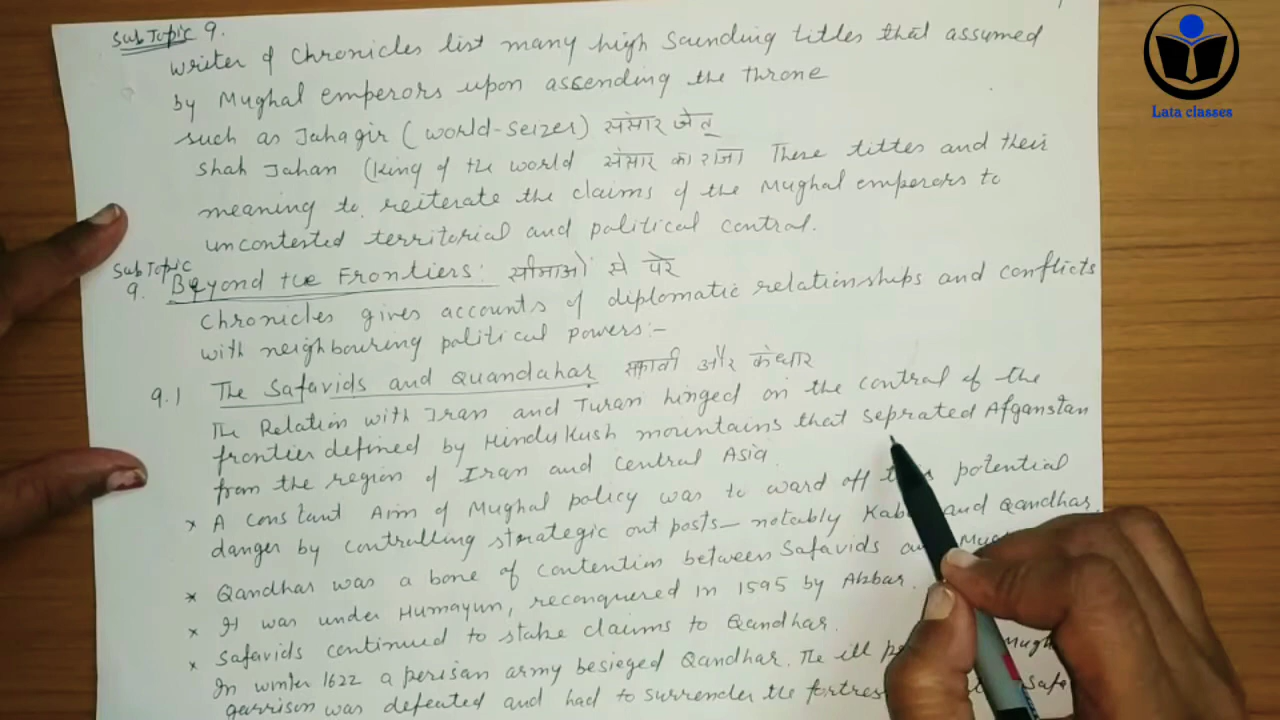 Sub Topic 9.
writer of Chronicles list many high Saunding titles that assumed
by Mughal emperors upon assending the throne
such as Jahagir (world-seizer) संसार जेतू
Shah Jahan (King of the world संसार का राजा These tittes and their
meaning to reiterate the claims of the Mughal emperors to
uncontested territorial and political control.
Sub Topic
9. Beyond the Frontiers: सीमाओं से परे
Chronicles gives accounts of diplomatic relationships and conflicts
with neighbouring political powers:-
9.1 The Safavids and Quandahar सफावी और कंधार
The Relation with Iran and Turan hinged on the control of the
frontier defined by Hindu Kush mountains that seprated Afganstan
from the region of Iran and Central Asia.
x A constant Aim of Mughal policy was to ward off this potential
danger by controlling strategic out posts- notably and Qandhar.
x Qandhar was a bone of contention between Safavids
x It was under Humayun, reconquered in 1595 by Akbar.
x Safavids continued to stake claims to Qandhar.
In winter 1622 a perisan army besieged Qandhar. The ill
garrison was defeated and had to surrender the fortress
Lata classes